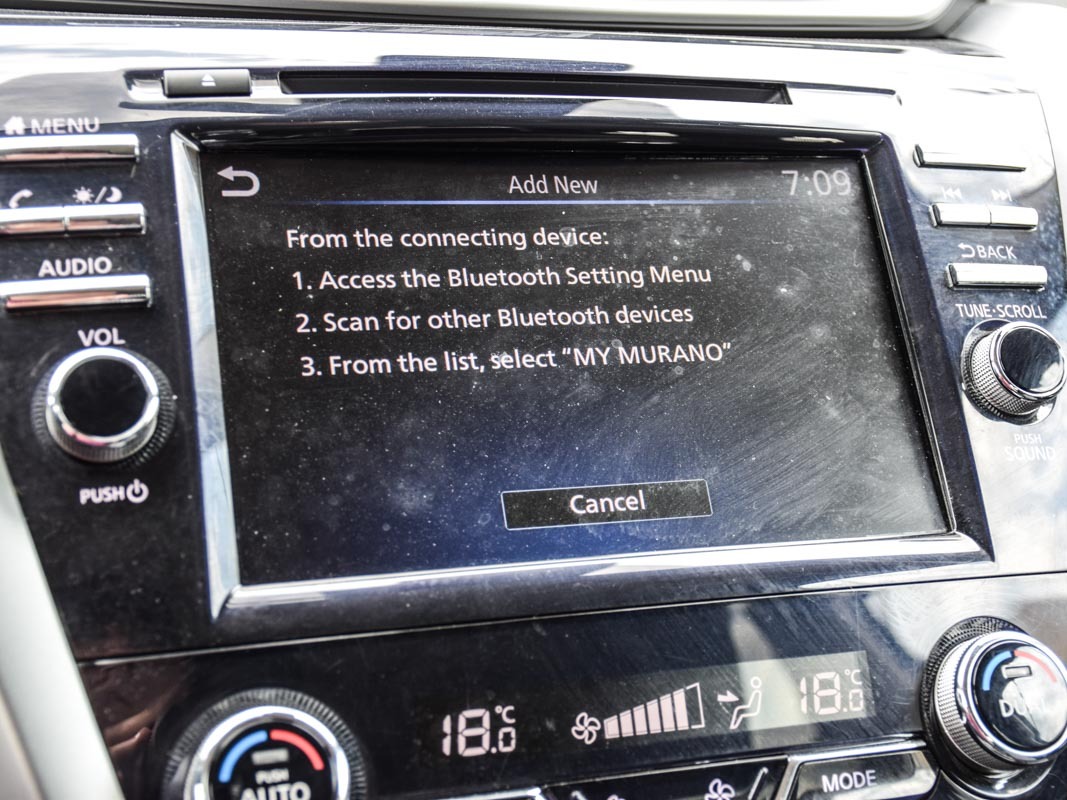 MENU
Add New
7:09
From the connecting device:
1. Access the Bluetooth Setting Menu
2. Scan for other Bluetooth devices
3. From the list, select “MY MURANO”
Cancel
AUDIO
VOL
PUSH
BACK
TUNE·SCROLL
PUSH
SOUND
18.0 °C
18.0
PUSH
AUTO
DUAL
MODE